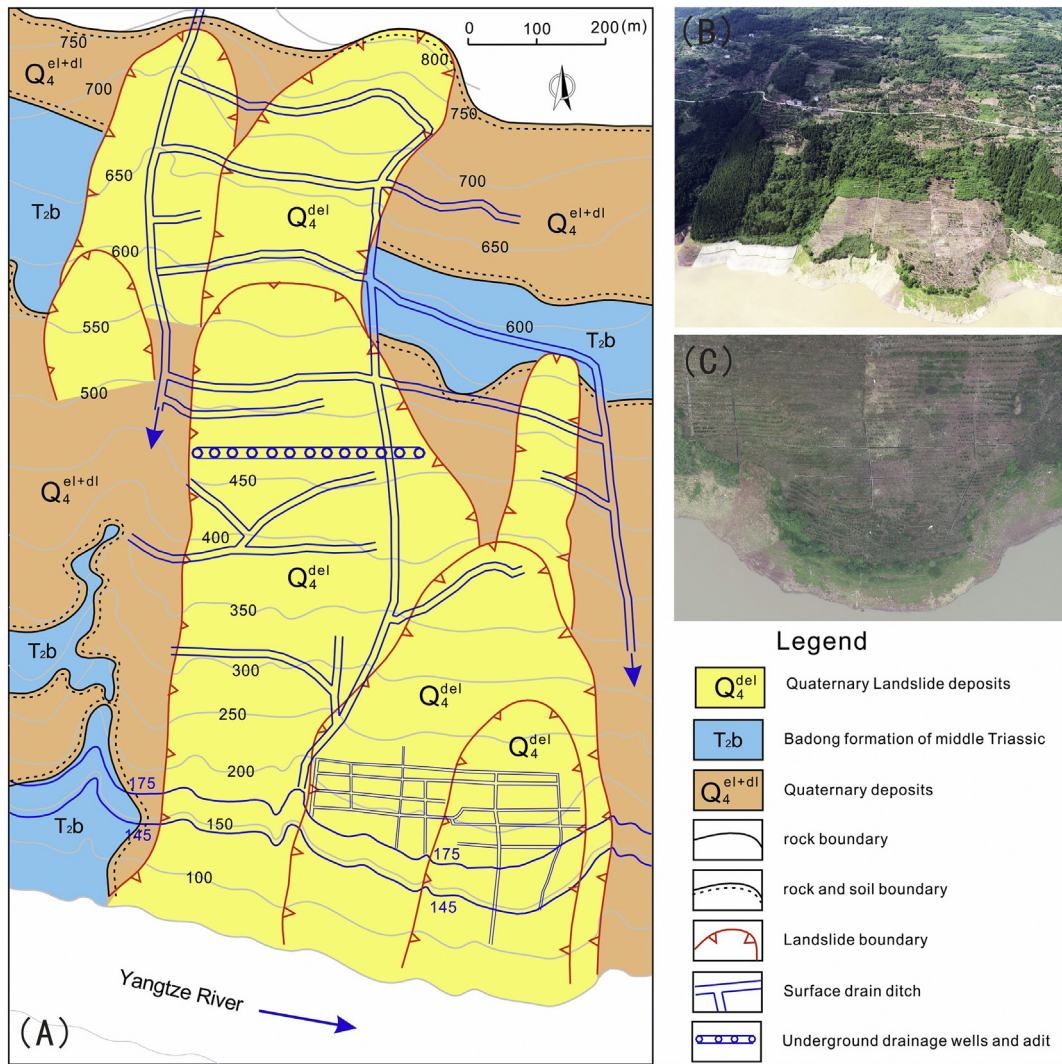 750
Q₄ᵉˡ⁺ᵈˡ
700
800
0 100 200 (m)
750
(B)
T₂b
650
700
Q₄ᵈᵉˡ
Q₄ᵉˡ⁺ᵈˡ
650
600
550
600
T₂b
(C)
500
Q₄ᵉˡ⁺ᵈˡ
450
400
Q₄ᵈᵉˡ
350
T₂b
300
250
Q₄ᵈᵉˡ
Q₄ᵈᵉˡ
200
175
150
T₂b
145
175
100
145
Yangtze River
(A)
Legend
Q₄ᵈᵉˡ Quaternary Landslide deposits
T₂b Badong formation of middle Triassic
Q₄ᵉˡ⁺ᵈˡ Quaternary deposits
rock boundary
rock and soil boundary
Landslide boundary
Surface drain ditch
Underground drainage wells and adit